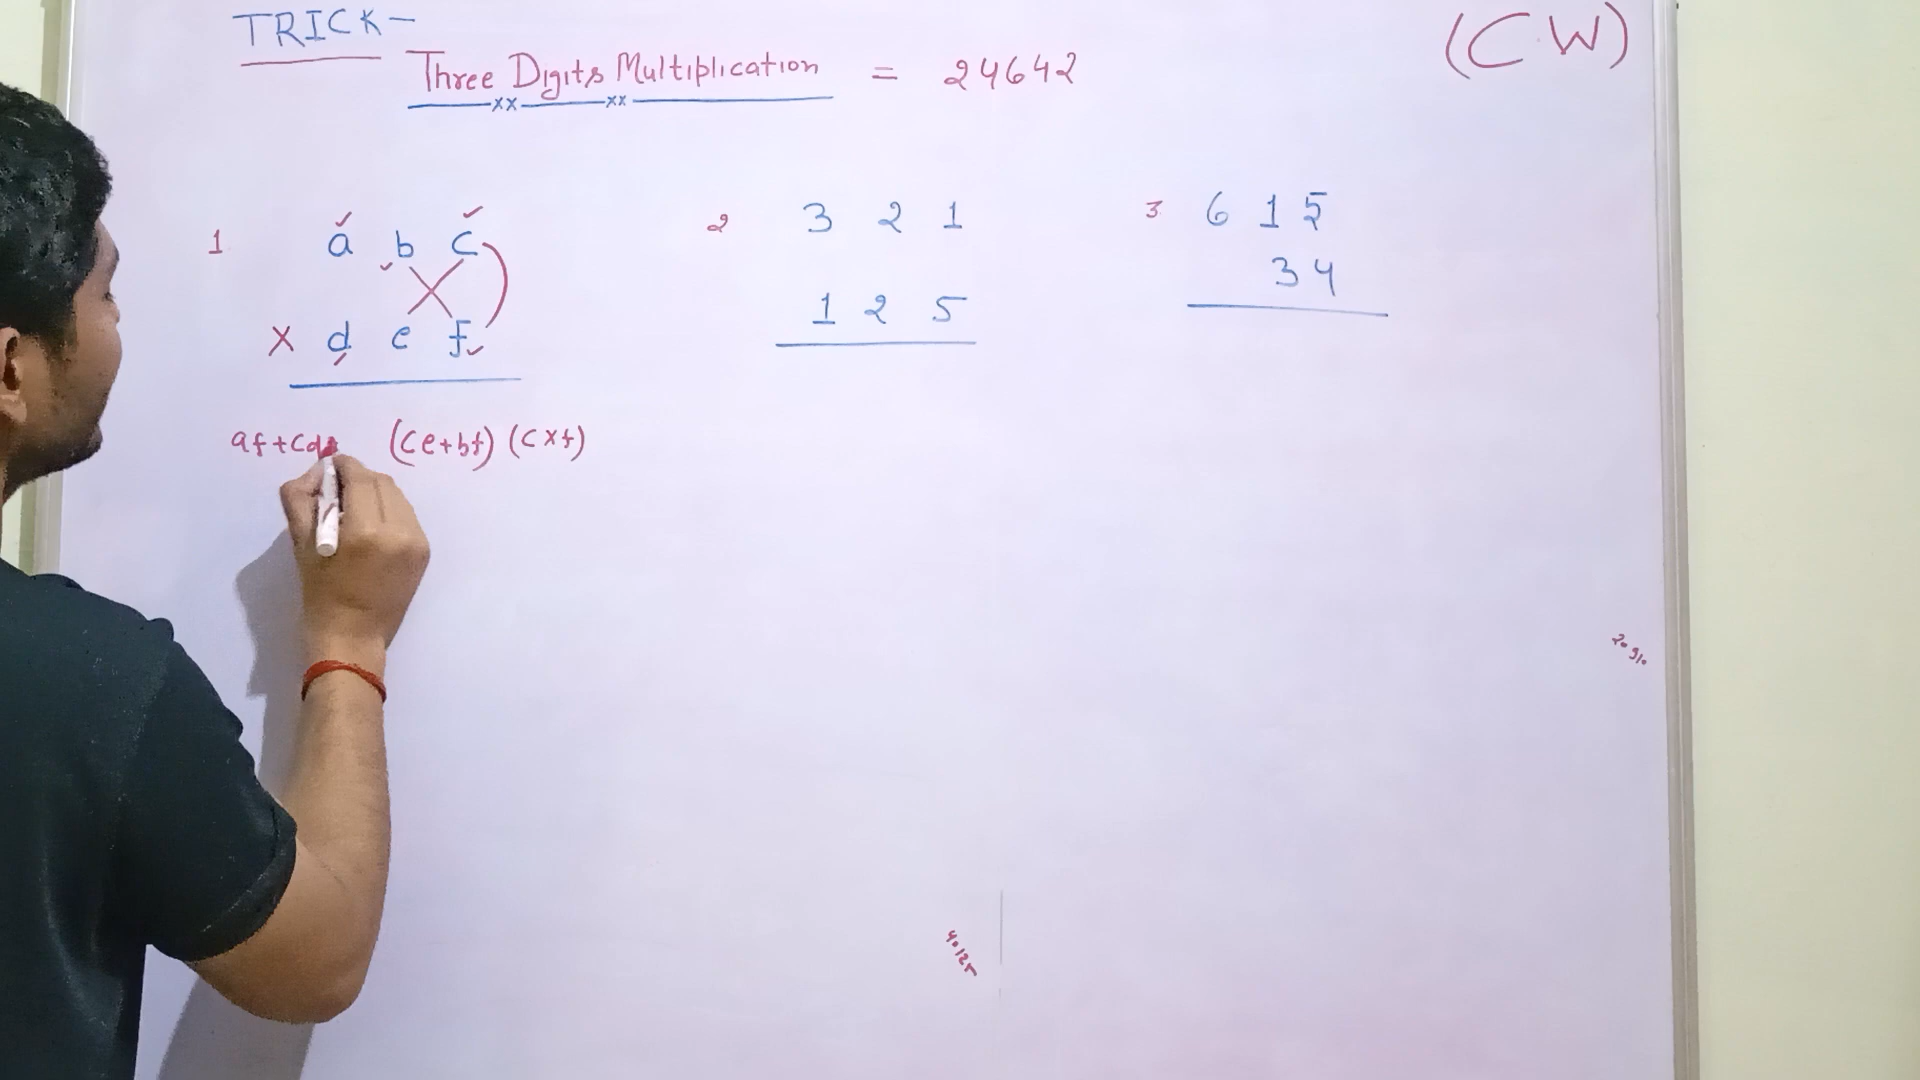 TRICK-
Three Digits Multiplication = 24642
(CW)
1 a b c
X d e f
af+cd (ce+bf) (cxf)
2 3 2 1
1 2 5
3 6 1 5
3 4